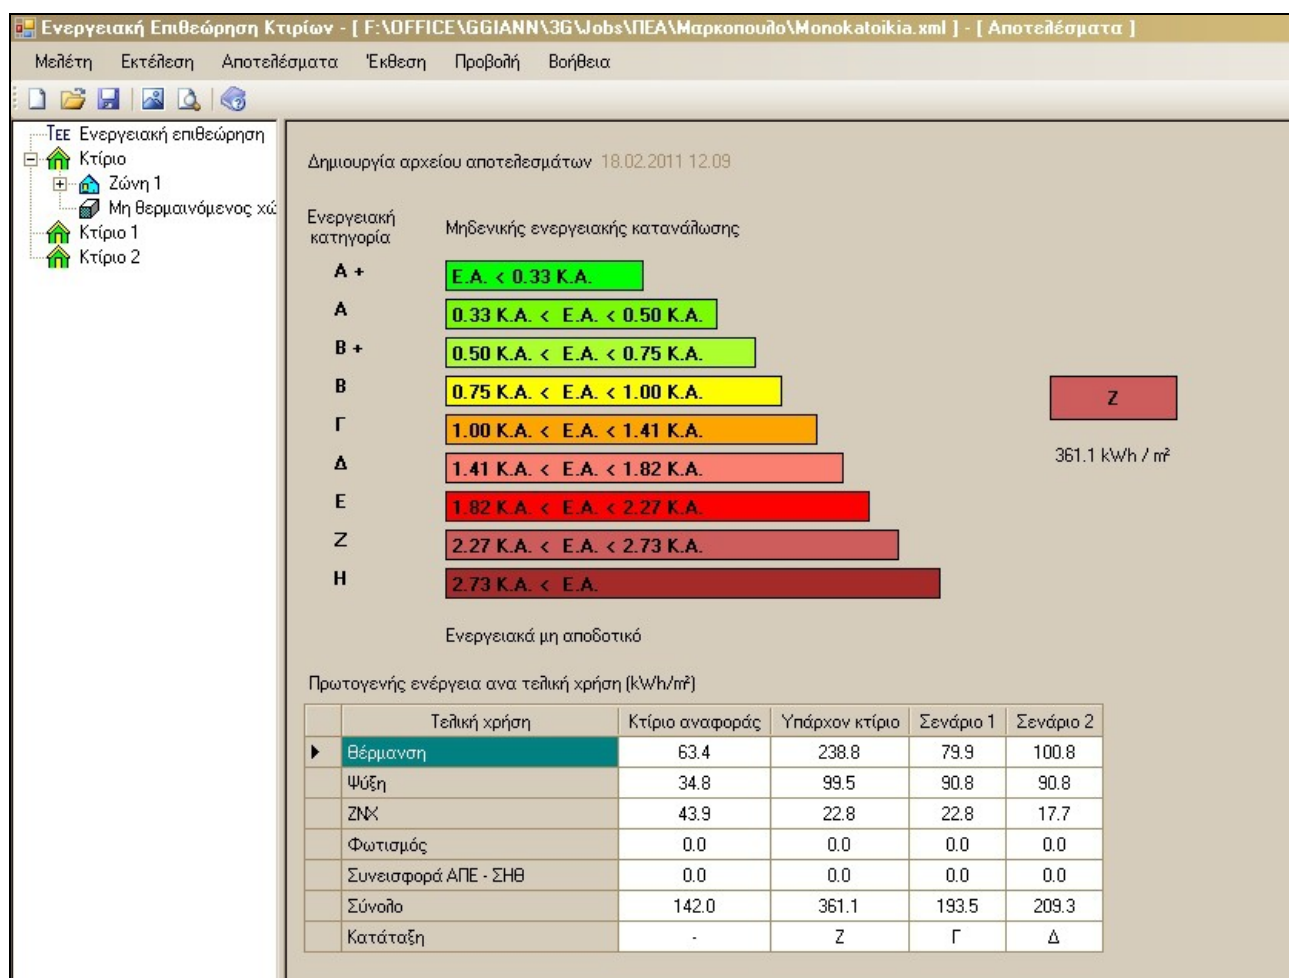 Ενεργειακή Επιθεώρηση Κτιρίων - [ F:\OFFICE\GGIANN\3G\Jobs\ΠΕΑ\Μαρκοπουλο\Monokatoikia.xml ] - [ Αποτελέσματα ]
Μελέτη Εκτέλεση Αποτελέσματα Έκθεση Προβολή Βοήθεια
ΤΕΕ Ενεργειακή επιθεώρηση
Κτίριο
Ζώνη 1
Μη θερμαινόμενος χώ
Κτίριο 1
Κτίριο 2
Δημιουργία αρχείου αποτελεσμάτων 18.02.2011 12.09
Ενεργειακή κατηγορία
Μηδενικής ενεργειακής κατανάλωσης
Α + Ε.Α. < 0.33 Κ.Α.
Α 0.33 Κ.Α. < Ε.Α. < 0.50 Κ.Α.
Β + 0.50 Κ.Α. < Ε.Α. < 0.75 Κ.Α.
Β 0.75 Κ.Α. < Ε.Α. < 1.00 Κ.Α.
Γ 1.00 Κ.Α. < Ε.Α. < 1.41 Κ.Α.
Δ 1.41 Κ.Α. < Ε.Α. < 1.82 Κ.Α.
Ε 1.82 Κ.Α. < Ε.Α. < 2.27 Κ.Α.
Ζ 2.27 Κ.Α. < Ε.Α. < 2.73 Κ.Α.
Η 2.73 Κ.Α. < Ε.Α.
Ζ
361.1 kWh / m²
Ενεργειακά μη αποδοτικό
Πρωτογενής ενέργεια ανα τελική χρήση (kWh/m²)
Τελική χρήση Κτίριο αναφοράς Υπάρχον κτίριο Σενάριο 1 Σενάριο 2
Θέρμανση 63.4 238.8 79.9 100.8
Ψύξη 34.8 99.5 90.8 90.8
ΖΝΧ 43.9 22.8 22.8 17.7
Φωτισμός 0.0 0.0 0.0 0.0
Συνεισφορά ΑΠΕ - ΣΗΘ 0.0 0.0 0.0 0.0
Σύνολο 142.0 361.1 193.5 209.3
Κατάταξη - Ζ Γ Δ